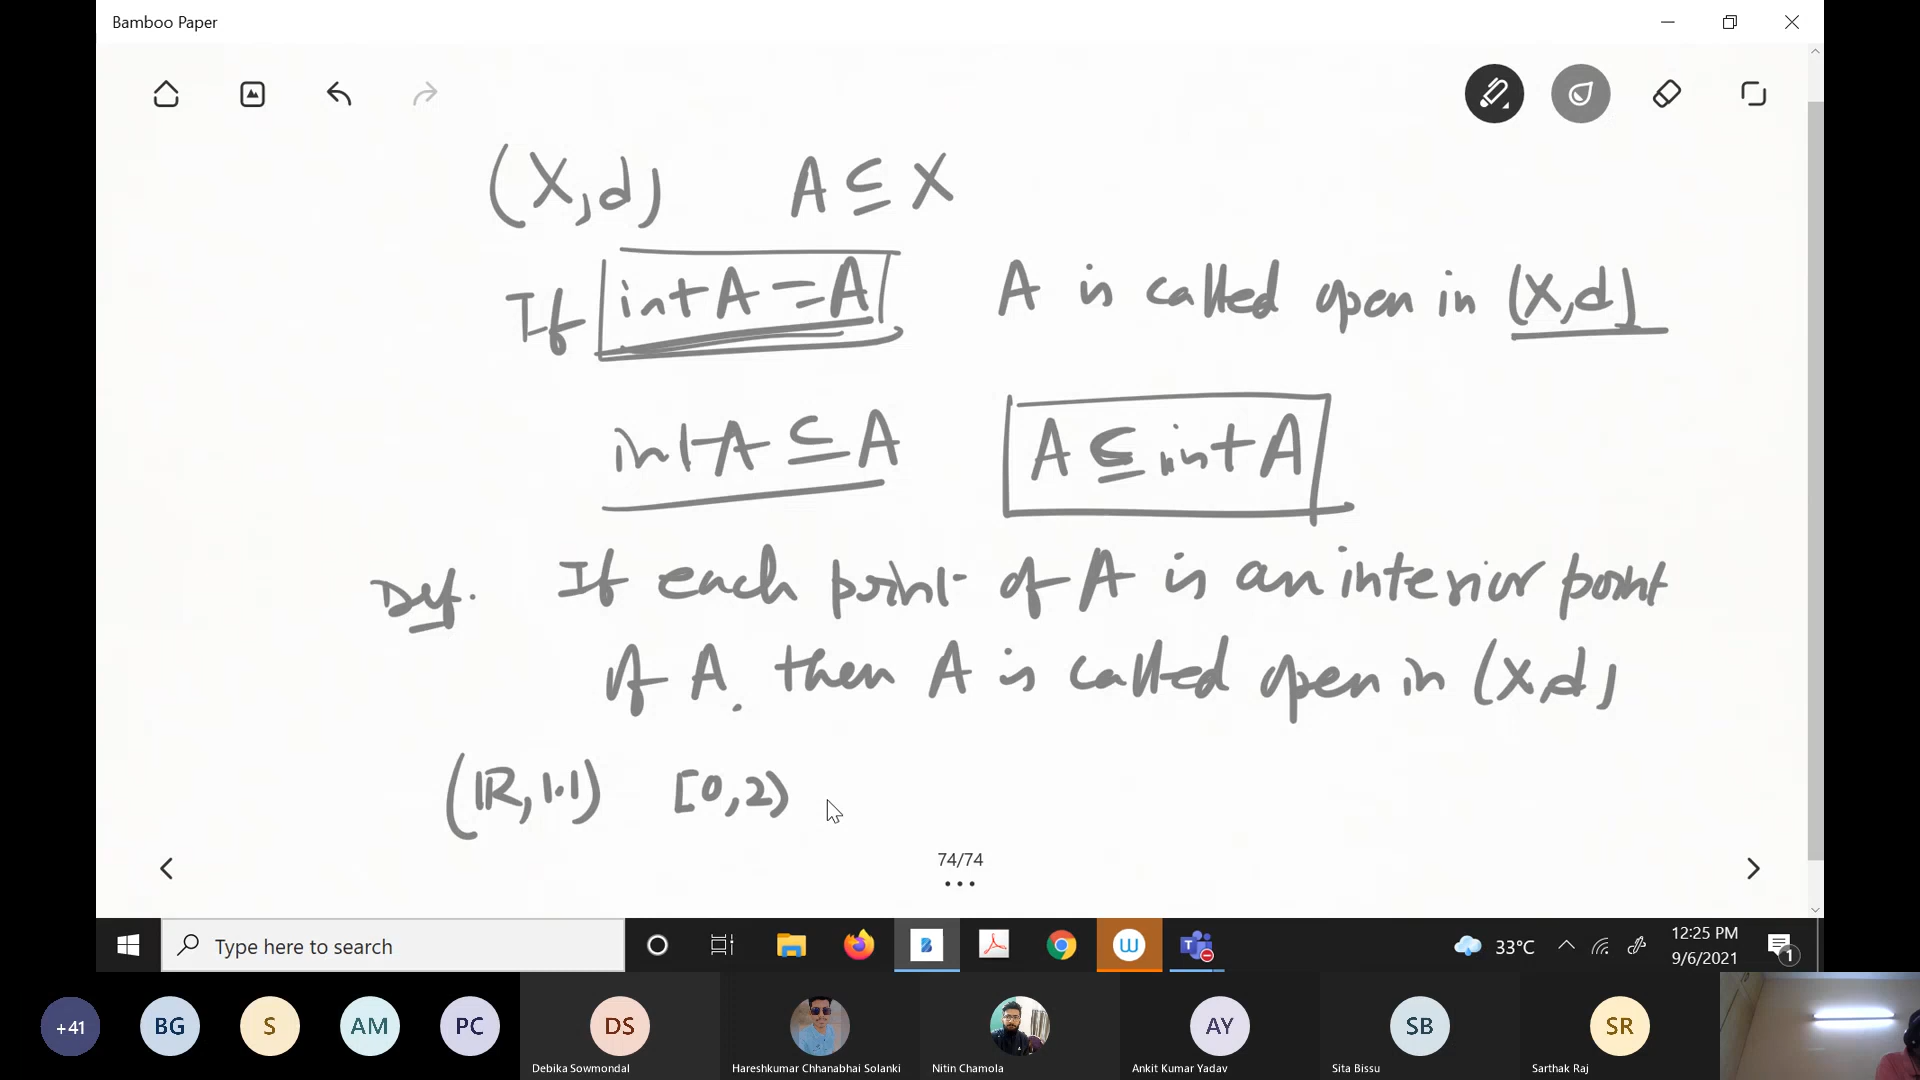 Bamboo Paper
(X,d) A ⊆ X
If int A = A A is called open in (X,d)
int A ⊆ A A ⊆ int A
Def. If each point of A is an interior point
of A. then A is called open in (X,d)
(ℝ, |·|) [0,2)
74/74
Type here to search
33°C
12:25 PM
9/6/2021
1
+41 BG S AM PC DS AY SB SR
Debika Sowmondal Hareshkumar Chhanabhai Solanki Nitin Chamola Ankit Kumar Yadav Sita Bissu Sarthak Raj